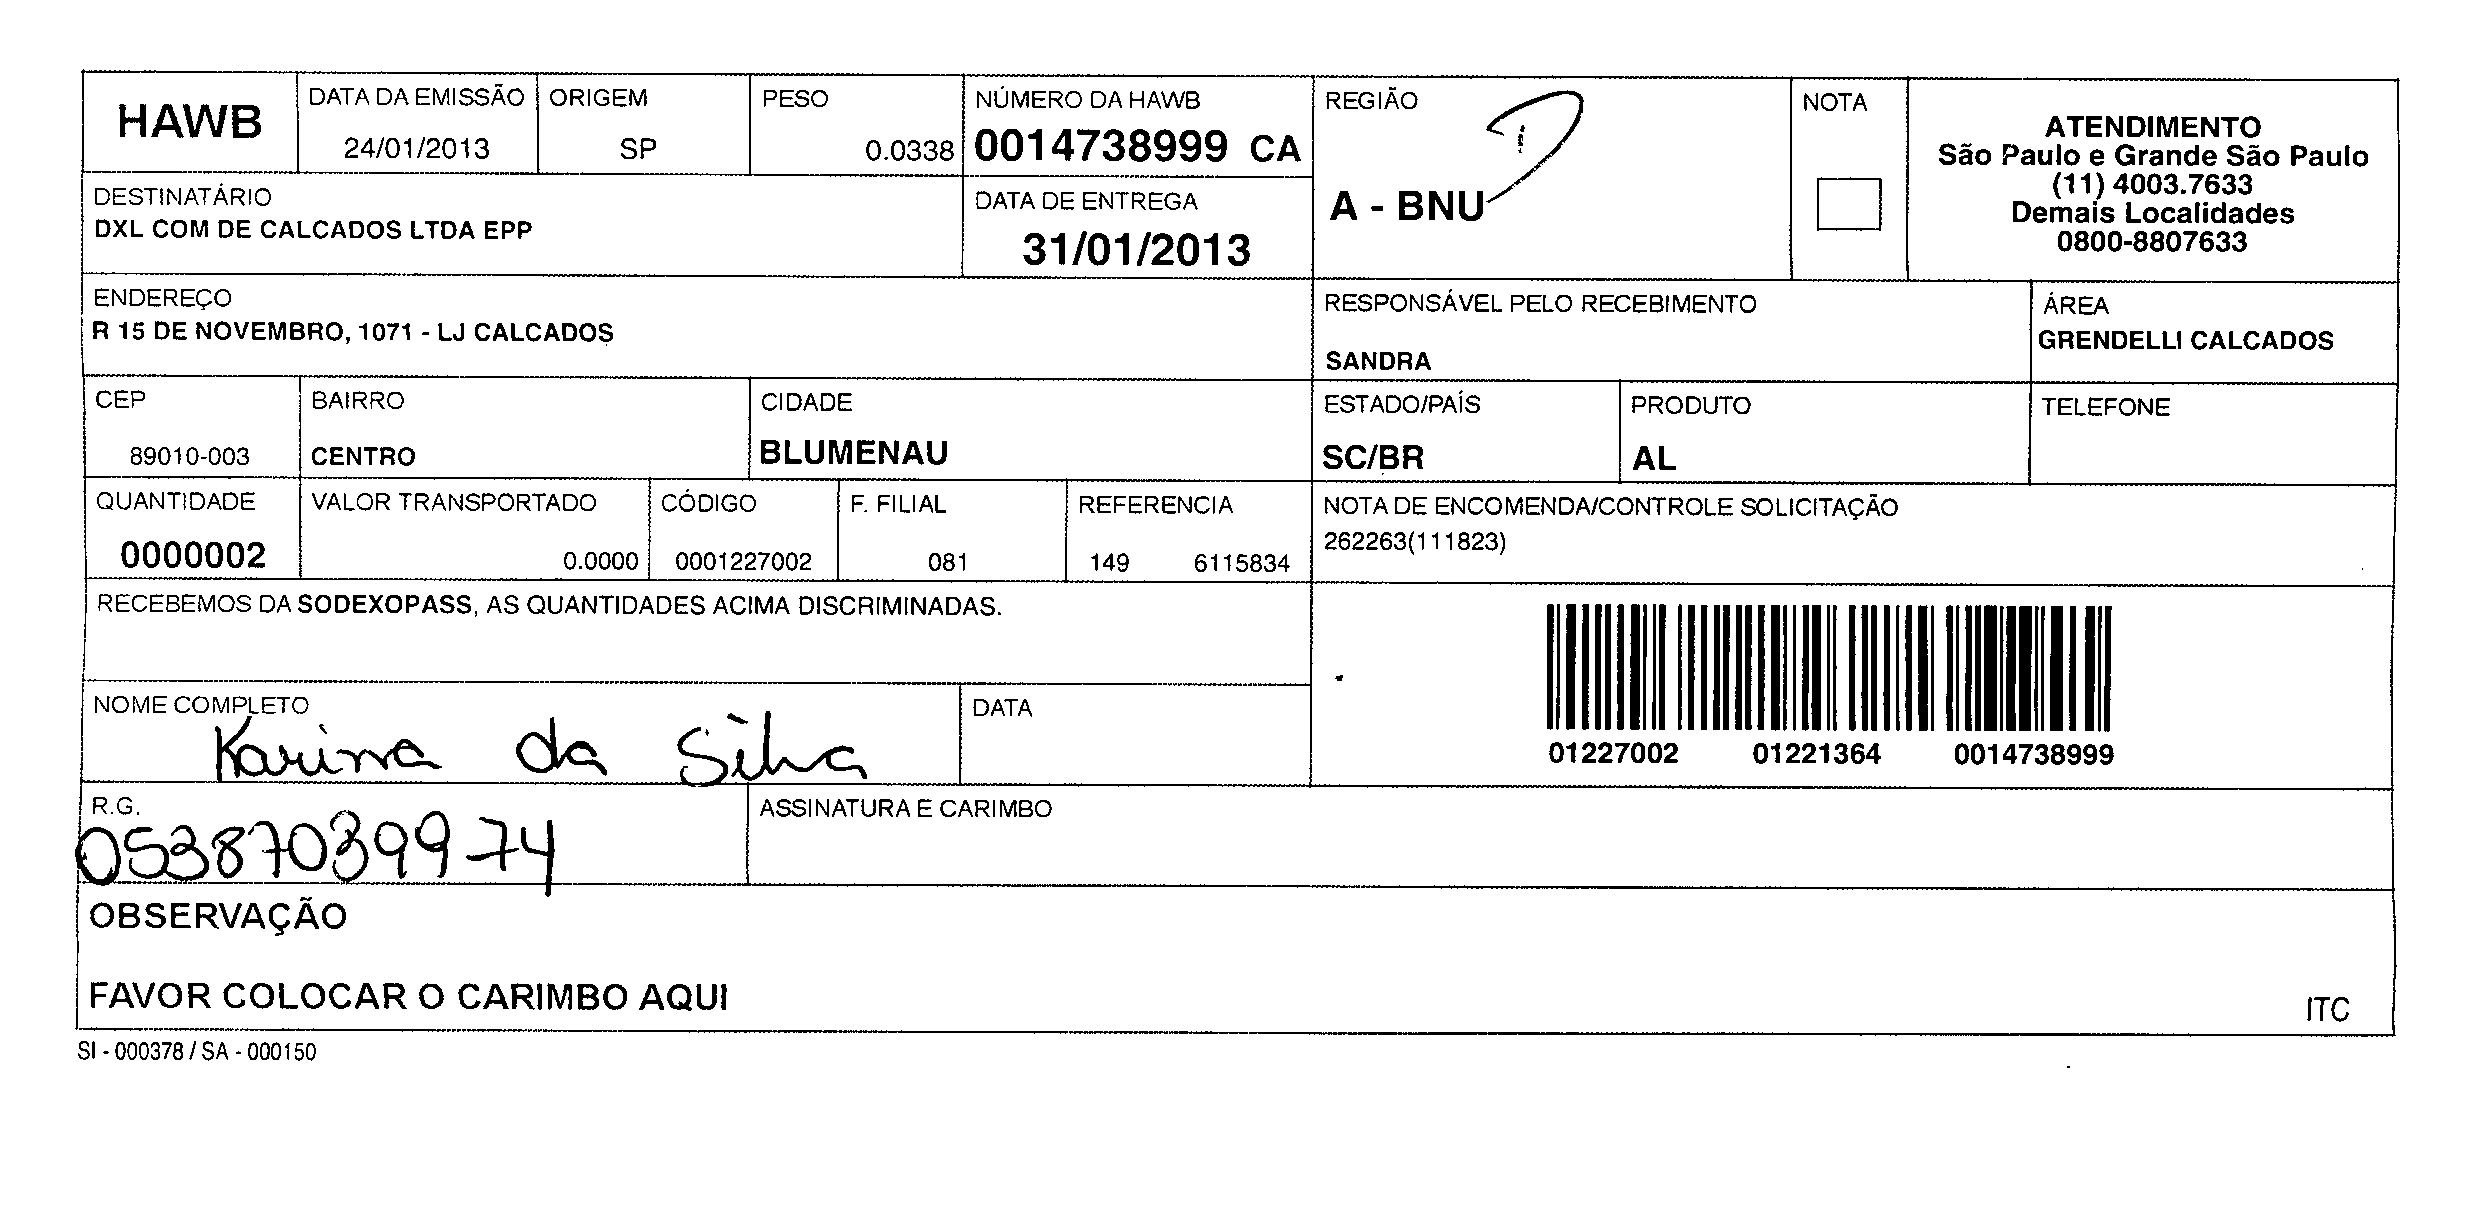 HAWB
DATA DA EMISSÃO
24/01/2013
ORIGEM
SP
PESO
0.0338
NÚMERO DA HAWB
0014738999 CA
REGIÃO
A - BNU
NOTA
ATENDIMENTO
São Paulo e Grande São Paulo
(11) 4003.7633
Demais Localidades
0800-8807633
DESTINATÁRIO
DXL COM DE CALCADOS LTDA EPP
DATA DE ENTREGA
31/01/2013
ENDEREÇO
R 15 DE NOVEMBRO, 1071 - LJ CALCADOS
RESPONSÁVEL PELO RECEBIMENTO
SANDRA
ÁREA
GRENDELLI CALCADOS
CEP
89010-003
BAIRRO
CENTRO
CIDADE
BLUMENAU
ESTADO/PAÍS
SC/BR
PRODUTO
AL
TELEFONE
QUANTIDADE
0000002
VALOR TRANSPORTADO
0.0000
CÓDIGO
0001227002
F. FILIAL
081
REFERENCIA
149 6115834
NOTA DE ENCOMENDA/CONTROLE SOLICITAÇÃO
262263(111823)
RECEBEMOS DA SODEXOPASS, AS QUANTIDADES ACIMA DISCRIMINADAS.
01227002 01221364 0014738999
NOME COMPLETO
Karina da Silva
DATA
R.G.
053870399-74
ASSINATURA E CARIMBO
OBSERVAÇÃO
FAVOR COLOCAR O CARIMBO AQUI
ITC
SI - 000378 / SA - 000150